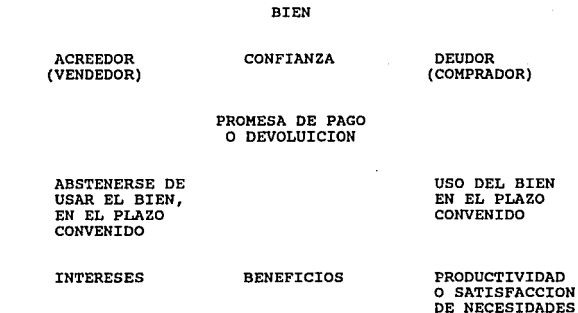 BIEN
ACREEDOR CONFIANZA DEUDOR
(VENDEDOR) (COMPRADOR)
PROMESA DE PAGO
O DEVOLUICION
ABSTENERSE DE USO DEL BIEN
USAR EL BIEN, EN EL PLAZO
EN EL PLAZO CONVENIDO
CONVENIDO
INTERESES BENEFICIOS PRODUCTIVIDAD
O SATISFACCION
DE NECESIDADES